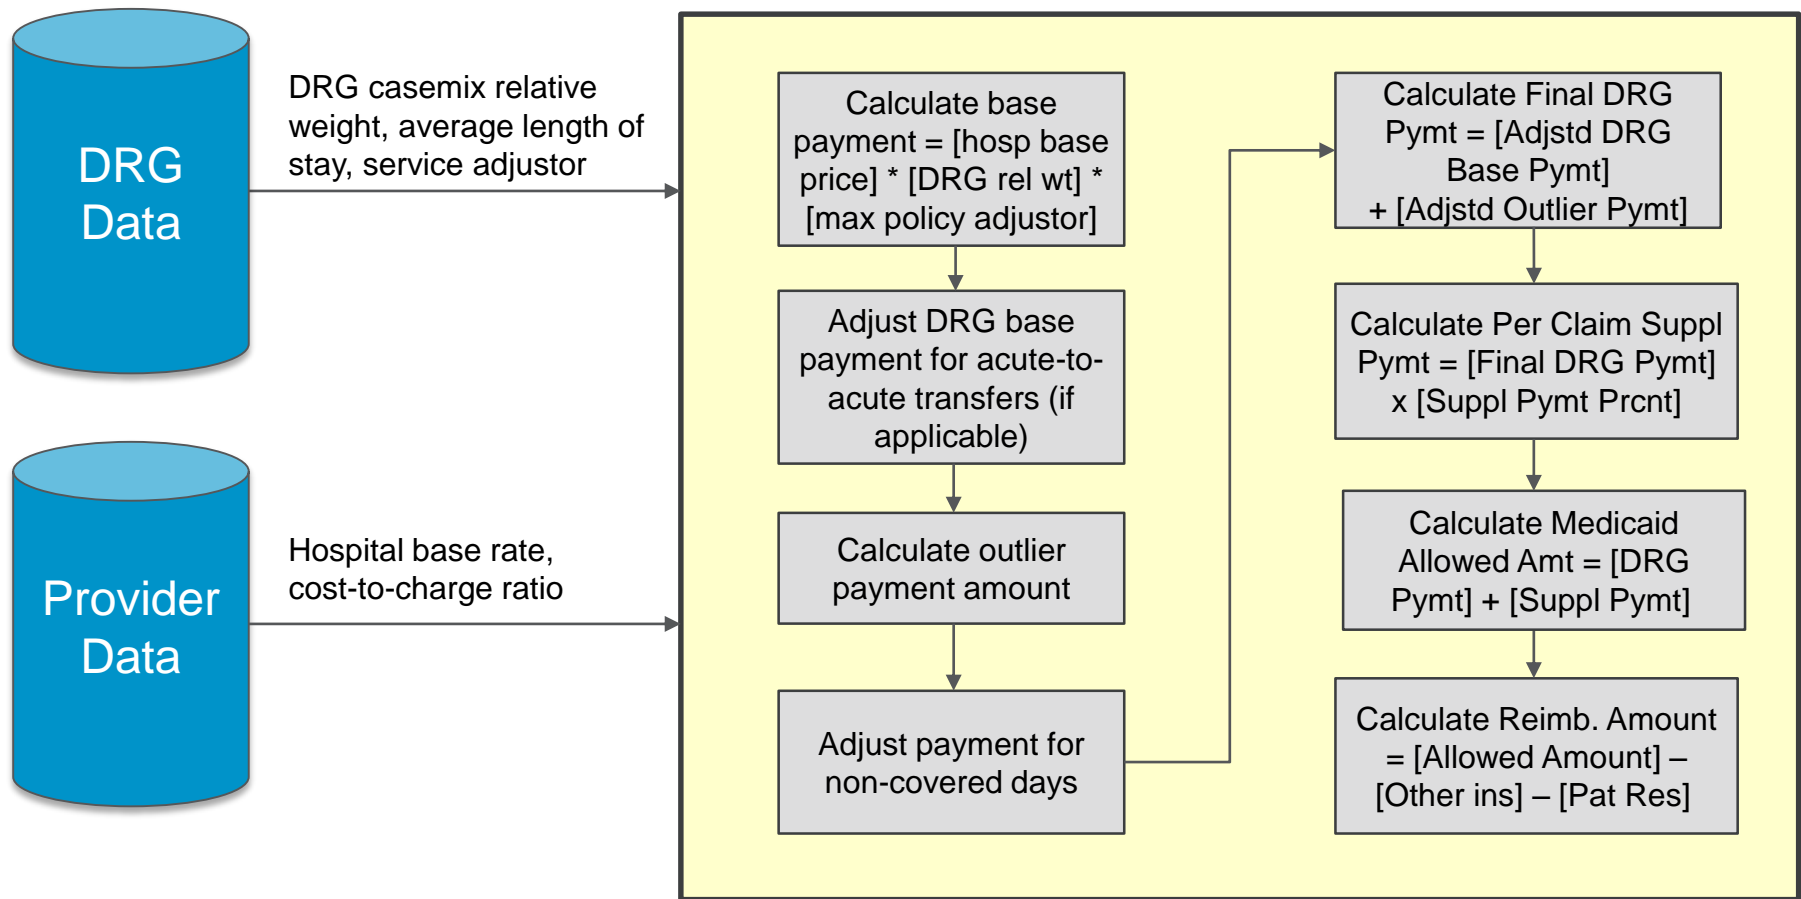 DRG
Data
DRG casemix relative
weight, average length of
stay, service adjustor
Provider
Data
Hospital base rate,
cost-to-charge ratio
Calculate base
payment = [hosp base
price] * [DRG rel wt] *
[max policy adjustor]
Adjust DRG base
payment for acute-to-
acute transfers (if
applicable)
Calculate outlier
payment amount
Adjust payment for
non-covered days
Calculate Final DRG
Pymt = [Adjstd DRG
Base Pymt]
+ [Adjstd Outlier Pymt]
Calculate Per Claim Suppl
Pymt = [Final DRG Pymt]
x [Suppl Pymt Prcnt]
Calculate Medicaid
Allowed Amt = [DRG
Pymt] + [Suppl Pymt]
Calculate Reimb. Amount
= [Allowed Amount] –
[Other ins] – [Pat Res]